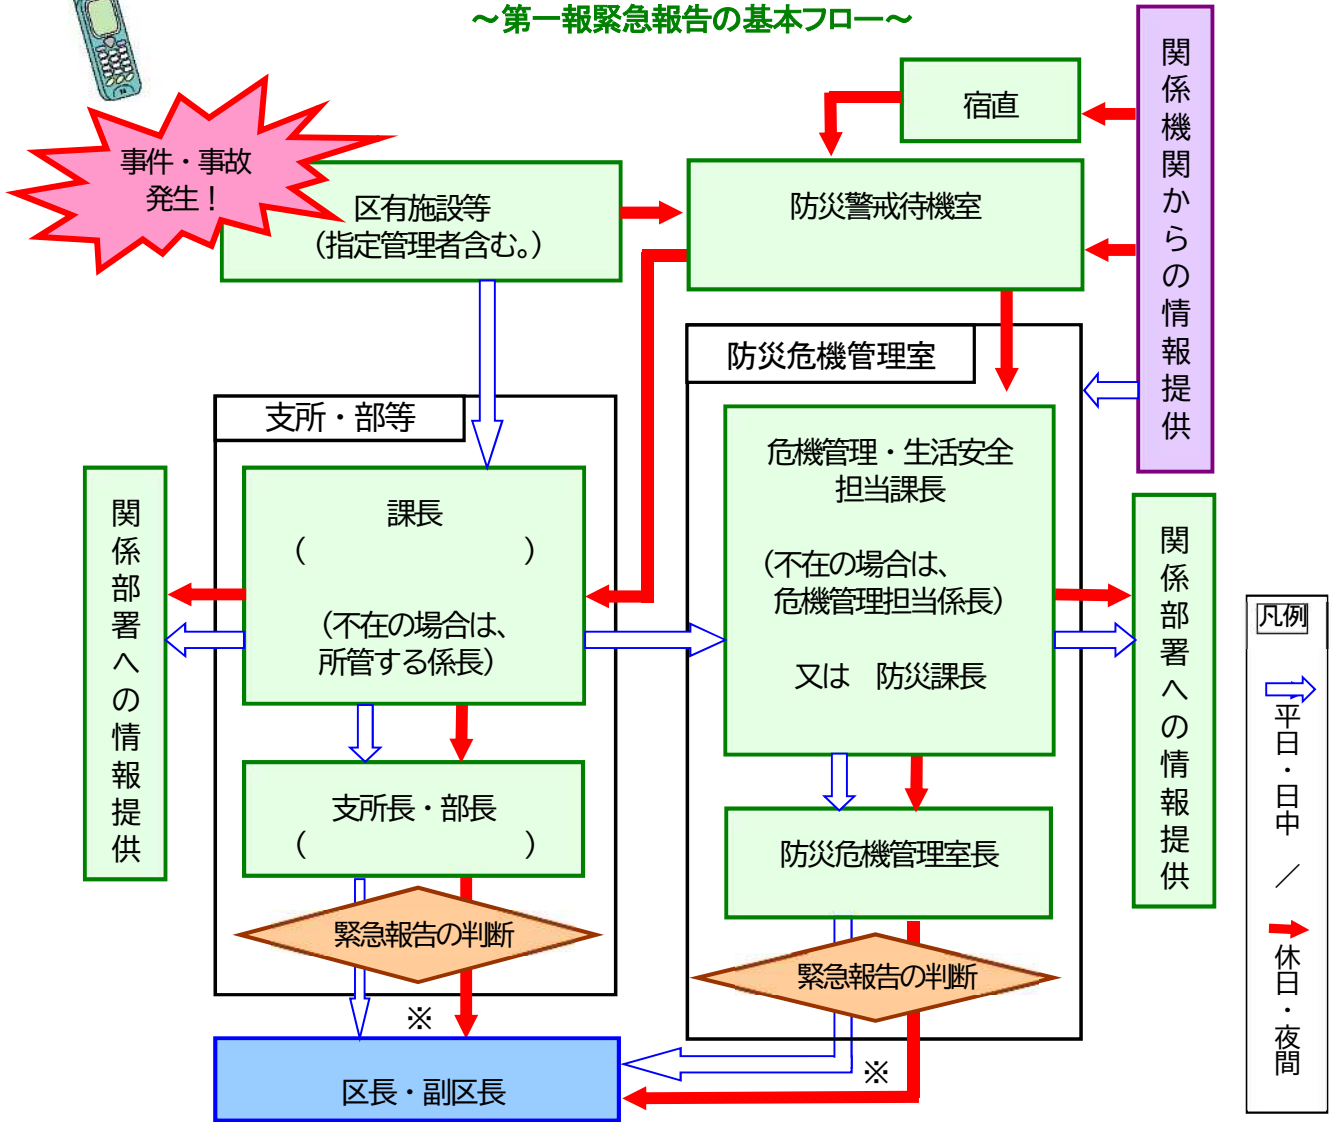 ～第一報緊急報告の基本フロー～
事件・事故
発生！
区有施設等
（指定管理者含む。）
宿直
防災警戒待機室
関係機関からの情報提供
防災危機管理室
支所・部等
課長
（　　　　　　　）
（不在の場合は、
所管する係長）
危機管理・生活安全
担当課長
（不在の場合は、
危機管理担当係長）
又は　防災課長
関係部署への情報提供
関係部署への情報提供
支所長・部長
（　　　　　　　）
防災危機管理室長
緊急報告の判断
緊急報告の判断
※
※
区長・副区長
凡例
平日・日中　／　休日・夜間